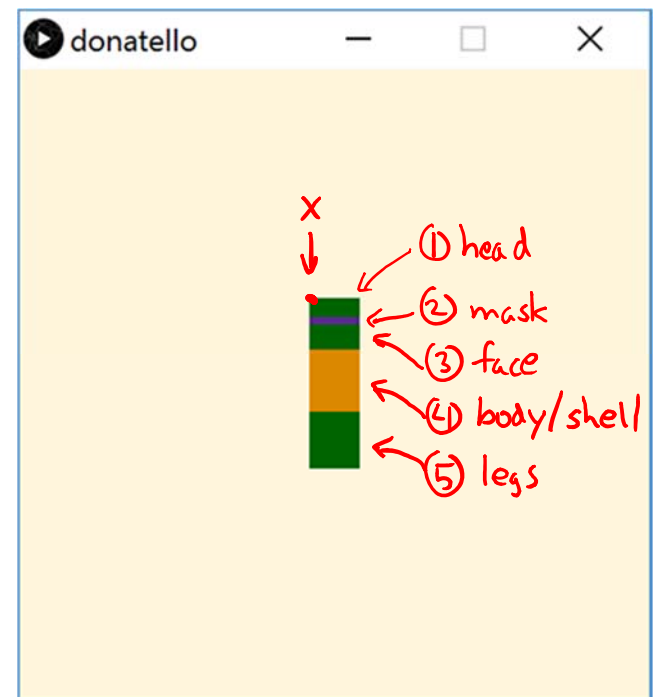 donatello
X
① head
② mask
③ face
④ body/shell
⑤ legs